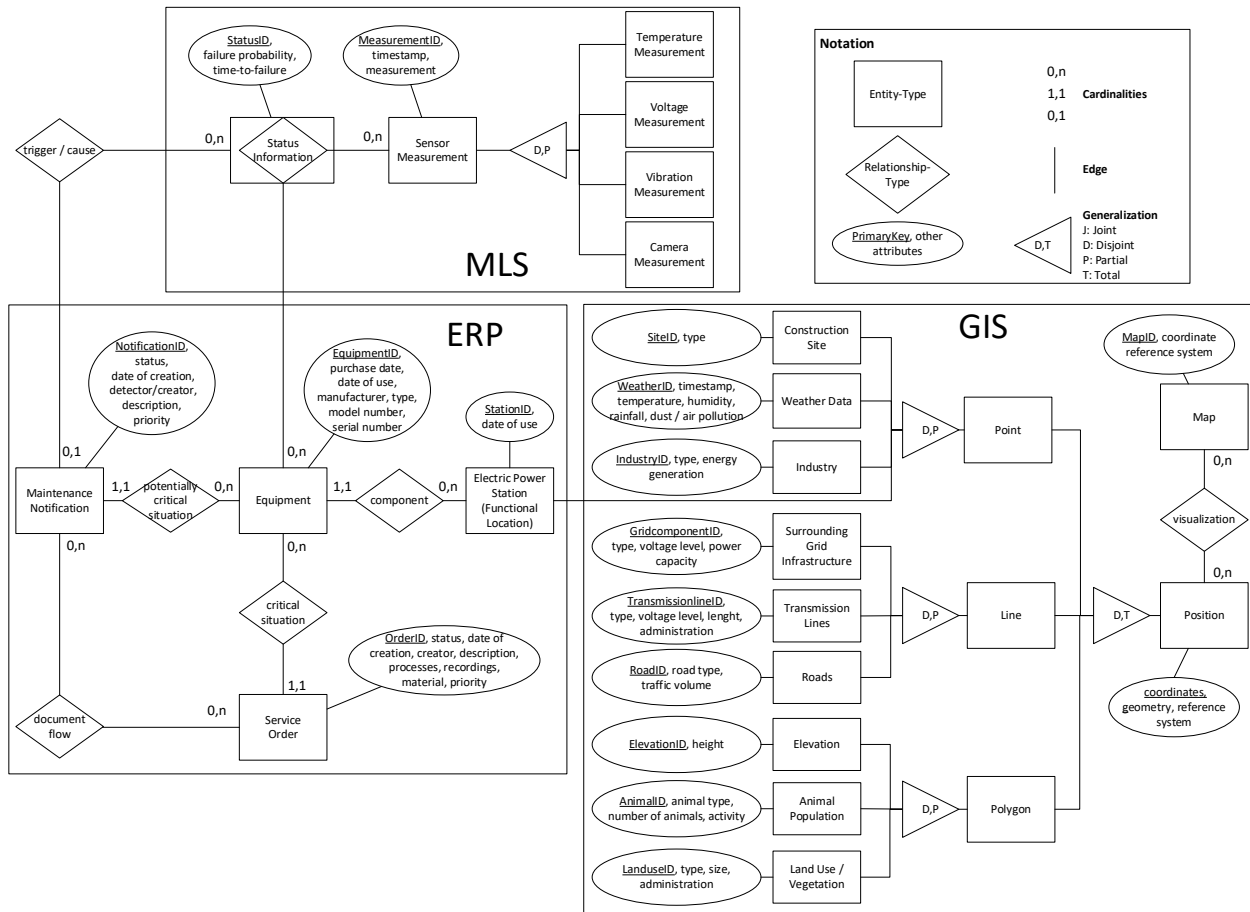 StatusID,
failure probability,
time-to-failure
MeasurementID,
timestamp,
measurement
trigger / cause
0,n
Status
Information
0,n
Sensor
Measurement
D,P
Temperature
Measurement
Voltage
Measurement
Vibration
Measurement
Camera
Measurement
MLS
Notation
Entity-Type
Relationship-
Type
PrimaryKey, other
attributes
0,n
1,1
0,1
Cardinalities
Edge
Generalization
J: Joint
D: Disjoint
P: Partial
T: Total
D,T
ERP
NotificationID,
status,
date of creation,
detector/creator,
description,
priority
EquipmentID,
purchase date,
date of use,
manufacturer, type,
model number,
serial number
StationID,
date of use
0,1
0,n
Maintenance
Notification
1,1
potentially
critical
situation
0,n
Equipment
1,1
component
0,n
Electric Power
Station
(Functional
Location)
0,n
0,n
critical
situation
1,1
OrderID, status, date of
creation, creator, description,
processes, recordings,
material, priority
document
flow
0,n
Service
Order
GIS
SiteID, type
Construction
Site
WeatherID, timestamp,
temperature, humidity,
rainfall, dust / air pollution
Weather Data
IndustryID, type, energy
generation
Industry
D,P
Point
GridcomponentID,
type, voltage level, power
capacity
Surrounding
Grid
Infrastructure
TransmissionlineID,
type, voltage level, lenght,
administration
Transmission
Lines
RoadID, road type,
traffic volume
Roads
D,P
Line
ElevationID, height
Elevation
AnimalID, animal type,
number of animals, activity
Animal
Population
LanduseID, type, size,
administration
Land Use /
Vegetation
D,P
Polygon
D,T
MapID, coordinate
reference system
Map
0,n
visualization
0,n
Position
coordinates,
geometry, reference
system